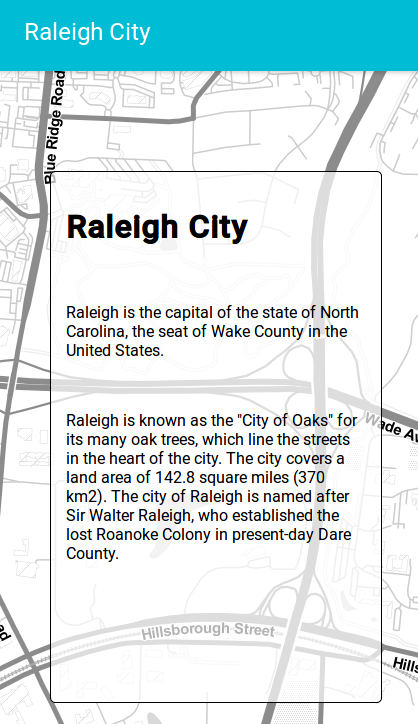 Raleigh City
Blue Ridge Road
Raleigh City
Raleigh is the capital of the state of North
Carolina, the seat of Wake County in the
United States.
Raleigh is known as the "City of Oaks" for
its many oak trees, which line the streets
in the heart of the city. The city covers a
land area of 142.8 square miles (370
km2). The city of Raleigh is named after
Sir Walter Raleigh, who established the
lost Roanoke Colony in present-day Dare
County.
Wade Av
Hillsborough Street
ad
Hills